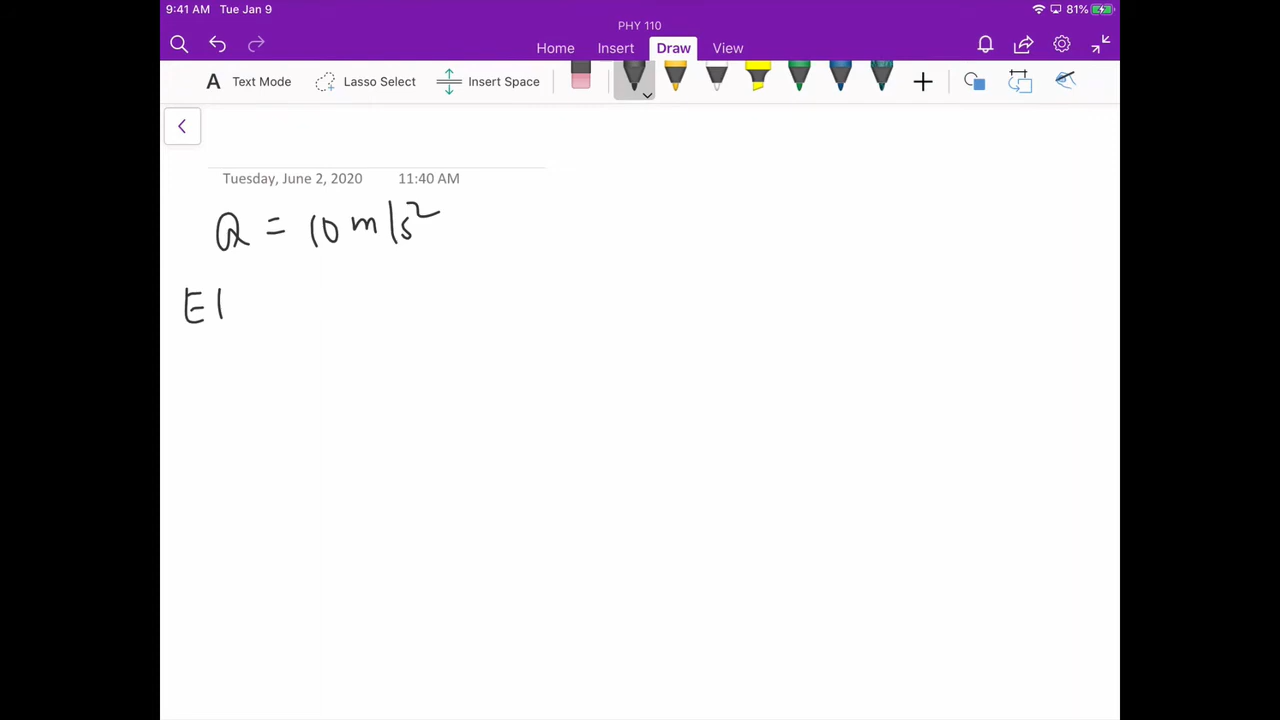 9:41 AM Tue Jan 9
81%
PHY 110
Home Insert Draw View
A Text Mode Lasso Select Insert Space
Tuesday, June 2, 2020 11:40 AM
a = 10 m/s²
El